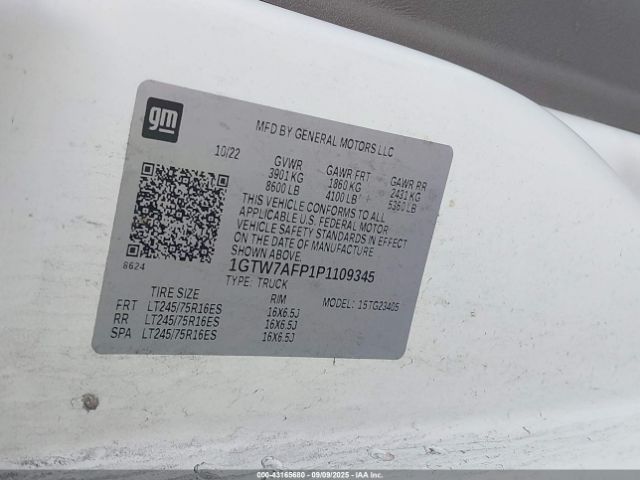 gm
MFD BY GENERAL MOTORS LLC
10/22
GVWR GAWR FRT GAWR RR
3901 KG 1860 KG 2431 KG
8600 LB 4100 LB 5360 LB
THIS VEHICLE CONFORMS TO ALL
APPLICABLE U.S. FEDERAL MOTOR
VEHICLE SAFETY STANDARDS IN EFFECT
ON THE DATE OF MANUFACTURE
SHOWN ABOVE.
8624
1GTW7AFP1P1109345
TYPE: TRUCK
TIRE SIZE RIM MODEL: 15TG23405
FRT LT245/75R16ES 16X6.5J
RR LT245/75R16ES 16X6.5J
SPA LT245/75R16ES 16X6.5J
000-43165680 - 09/09/2025 - IAAI.COM